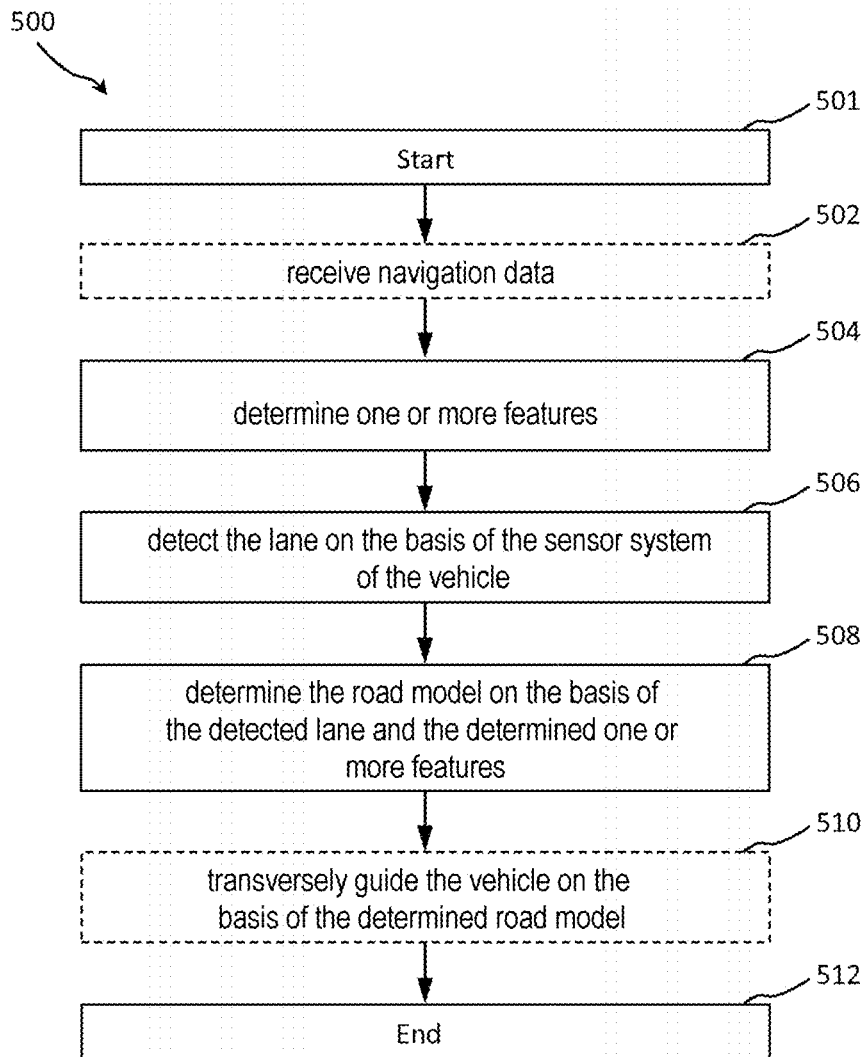 500
501
Start
502
receive navigation data
504
determine one or more features
506
detect the lane on the basis of the sensor system
of the vehicle
508
determine the road model on the basis of
the detected lane and the determined one or
more features
510
transversely guide the vehicle on the
basis of the determined road model
512
End